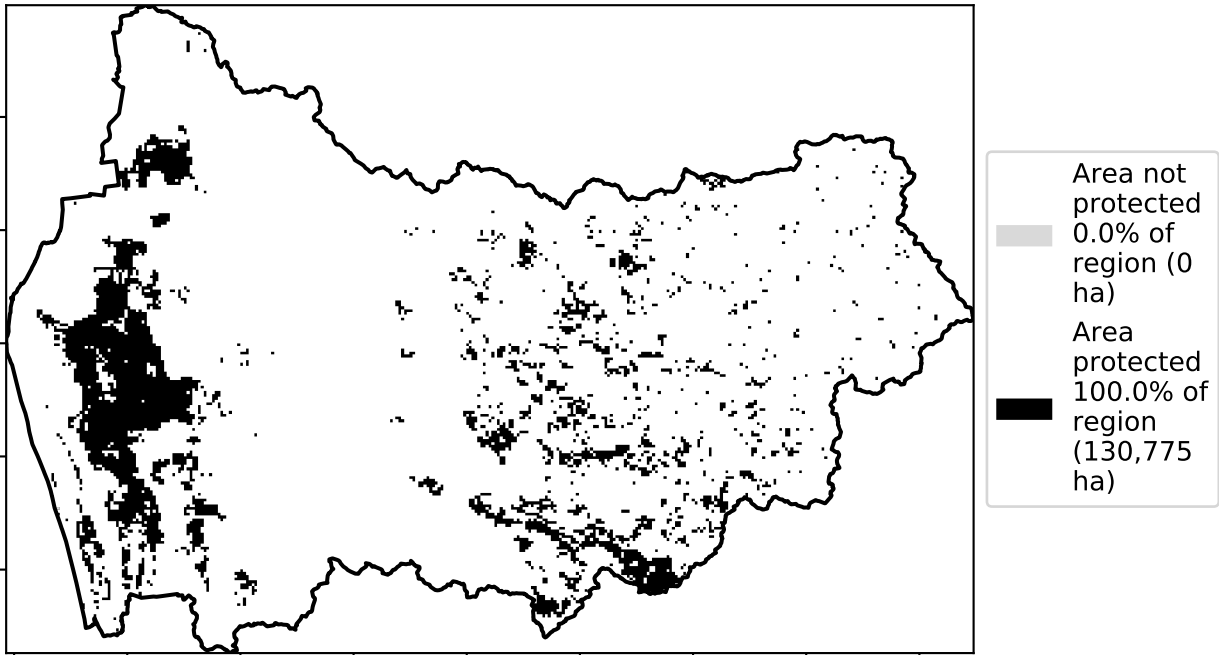 Area not
protected
0.0% of
region (0
ha)
Area
protected
100.0% of
region
(130,775
ha)